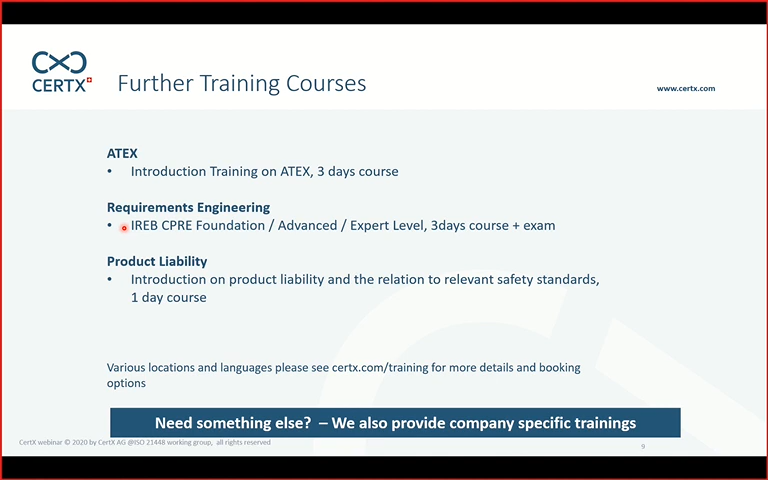 CERTX
Further Training Courses
www.certx.com
ATEX
• Introduction Training on ATEX, 3 days course
Requirements Engineering
• IREB CPRE Foundation / Advanced / Expert Level, 3days course + exam
Product Liability
• Introduction on product liability and the relation to relevant safety standards,
1 day course
Various locations and languages please see certx.com/training for more details and booking
options
Need something else? – We also provide company specific trainings
CertX webinar © 2020 by CertX AG @ISO 21448 working group, all rights reserved
9